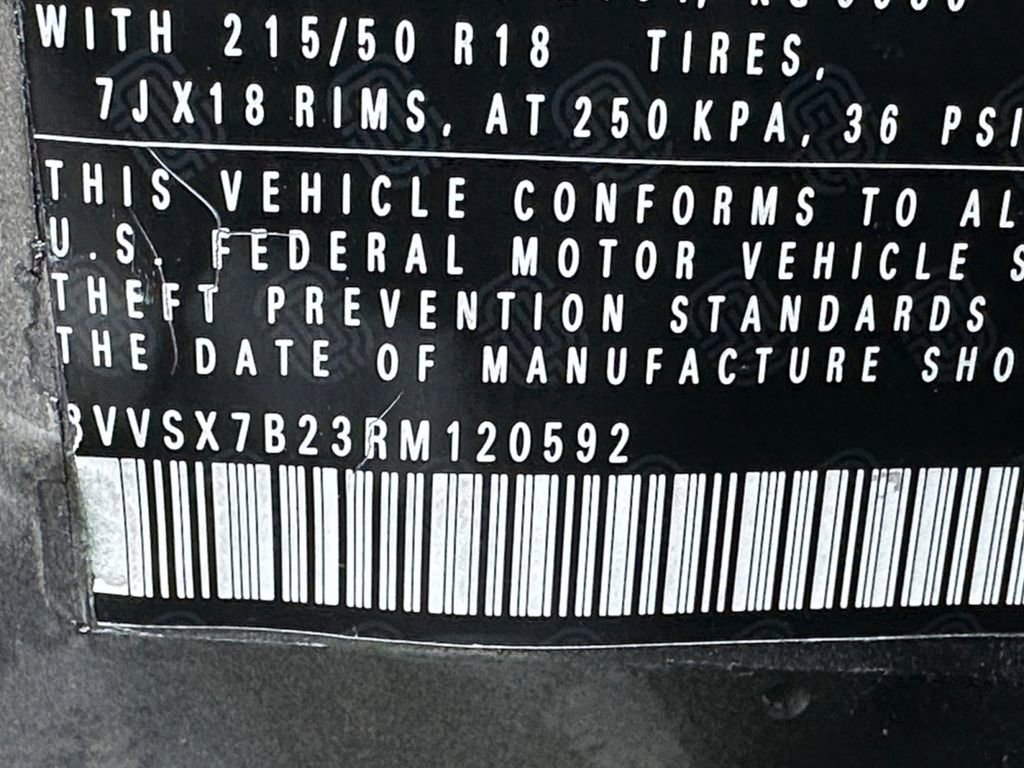 WITH 215/50 R18 TIRES,
7JX18 RIMS, AT 250 KPA, 36 PSI
THIS VEHICLE CONFORMS TO AL
U.S. FEDERAL MOTOR VEHICLE S
THEFT PREVENTION STANDARDS
THE DATE OF MANUFACTURE SHO
3VVSX7B23RM120592